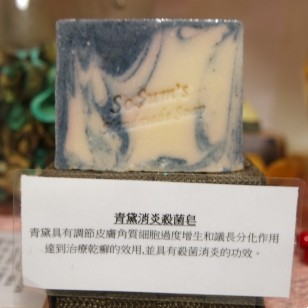 青黛消炎殺菌皂
青黛具有調節皮膚角質細胞過度增生和議長分化作用
達到治療乾癬的效用,並具有殺菌消炎的功效。